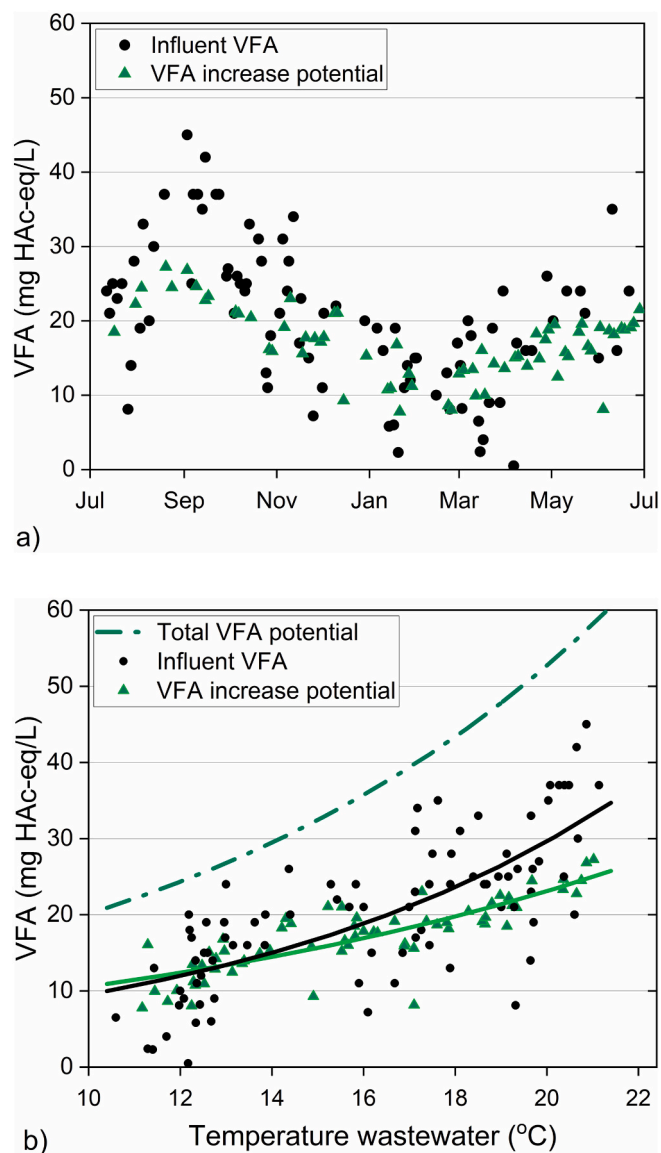 60
50
40
30
20
10
0
VFA (mg HAc-eq/L)
Influent VFA
VFA increase potential
Jul Sep Nov Jan Mar May Jul
a)
60
50
40
30
20
10
0
VFA (mg HAc-eq/L)
Total VFA potential
Influent VFA
VFA increase potential
10 12 14 16 18 20 22
Temperature wastewater (ºC)
b)